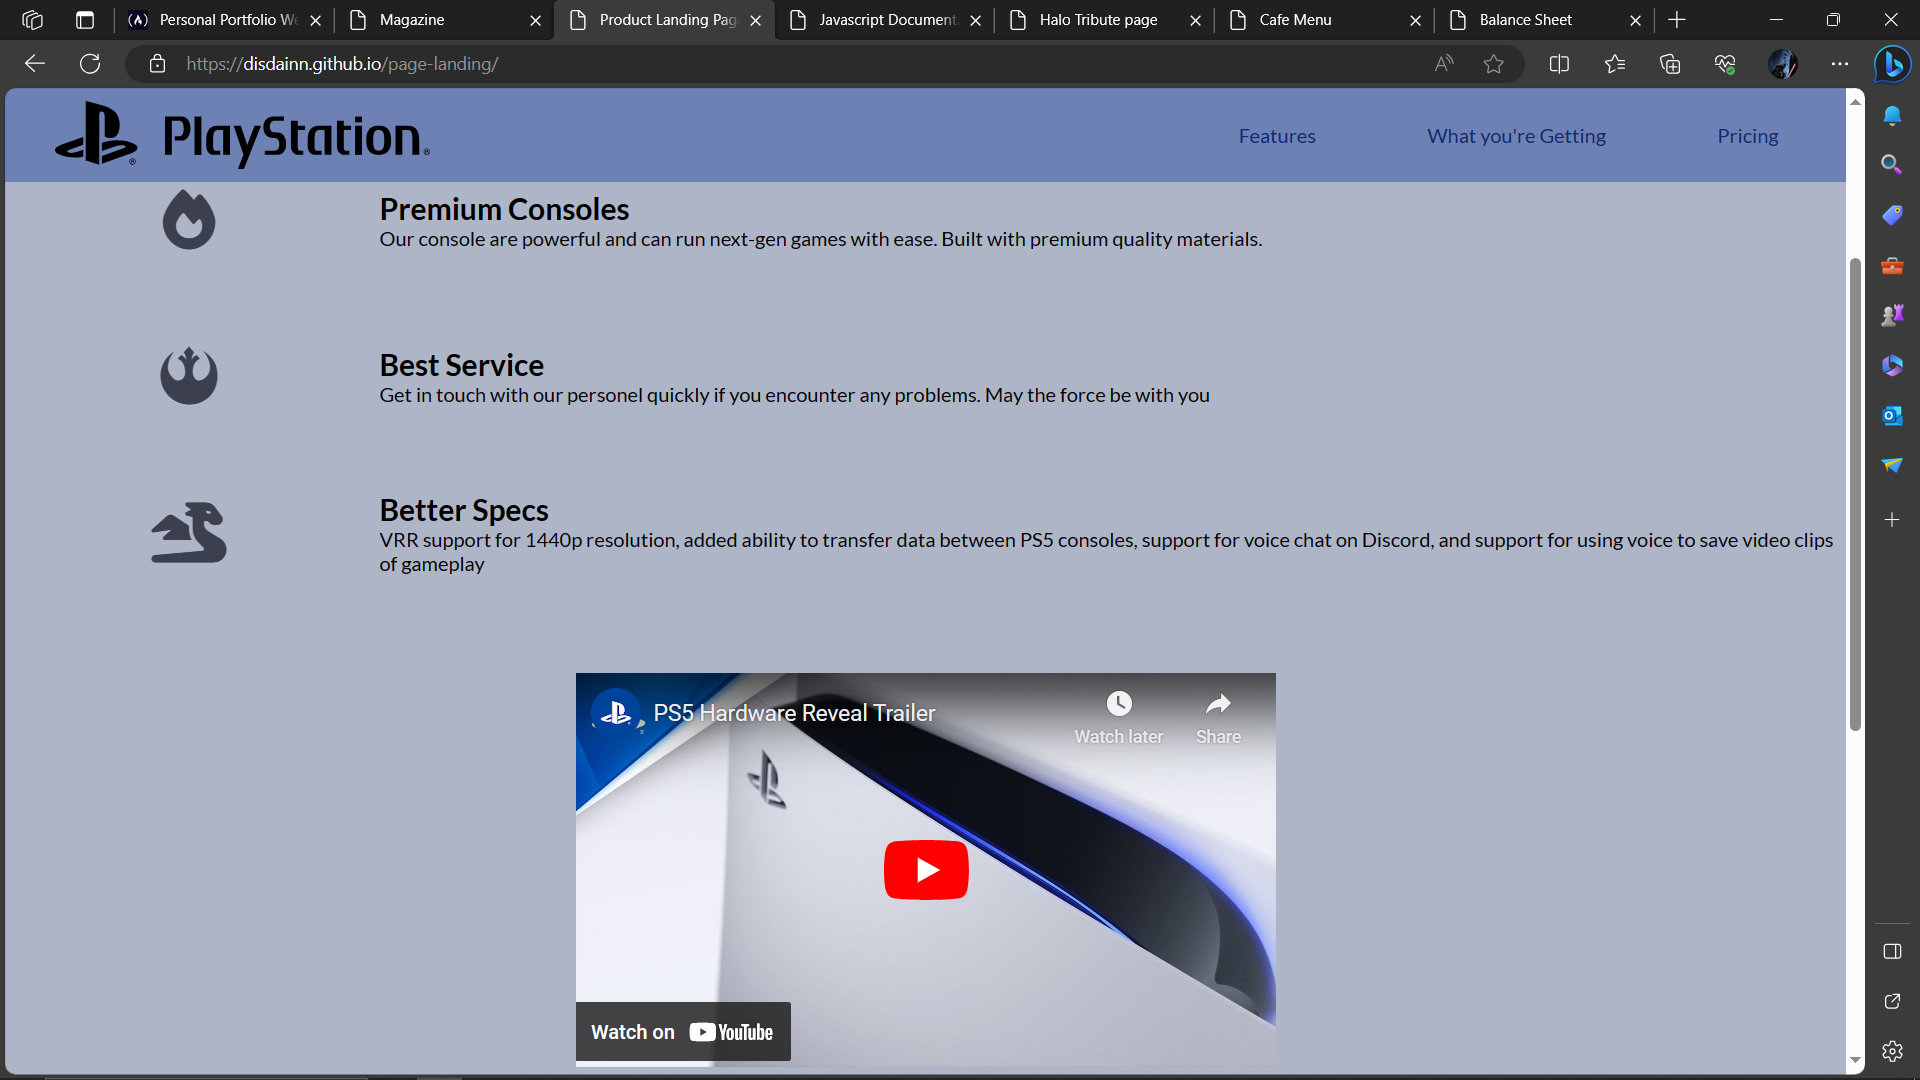 Personal Portfolio We
Magazine
Product Landing Pag
Javascript Document
Halo Tribute page
Cafe Menu
Balance Sheet
https://disdainn.github.io/page-landing/
PlayStation®
Features
What you're Getting
Pricing
Premium Consoles
Our console are powerful and can run next-gen games with ease. Built with premium quality materials.
Best Service
Get in touch with our personel quickly if you encounter any problems. May the force be with you
Better Specs
VRR support for 1440p resolution, added ability to transfer data between PS5 consoles, support for voice chat on Discord, and support for using voice to save video clips
of gameplay
PS5 Hardware Reveal Trailer
Watch later
Share
Watch on YouTube